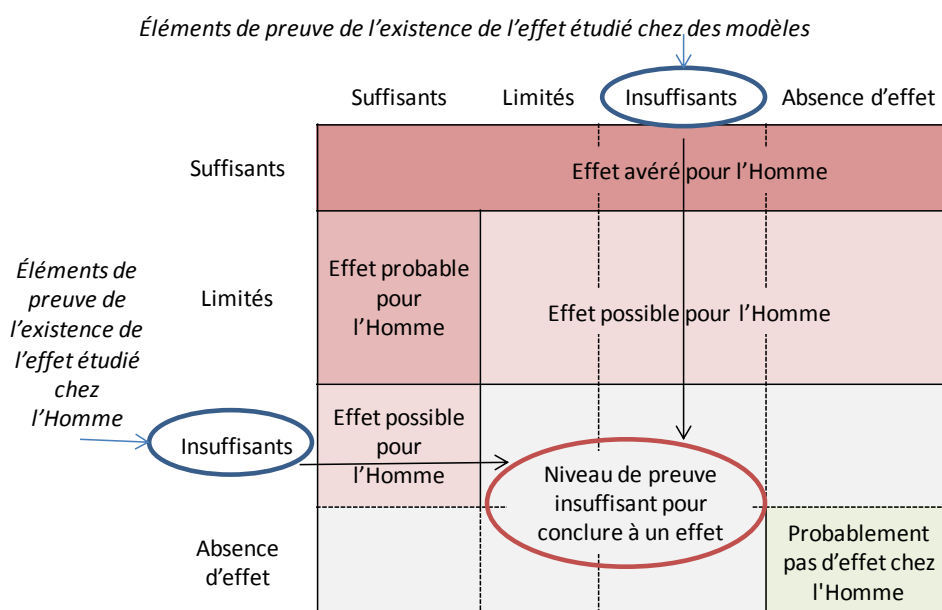 Éléments de preuve de l’existence de l’effet étudié chez des modèles
Suffisants Limités Insuffisants Absence d’effet
Suffisants
Effet avéré pour l’Homme
Éléments de
preuve de
l’existence de
l’effet étudié
chez
l’Homme
Limités
Effet probable
pour
l’Homme
Effet possible pour l’Homme
Insuffisants
Effet possible
pour
l’Homme
Niveau de preuve
insuffisant pour
conclure à un effet
Absence
d’effet
Probablement
pas d’effet chez
l'Homme